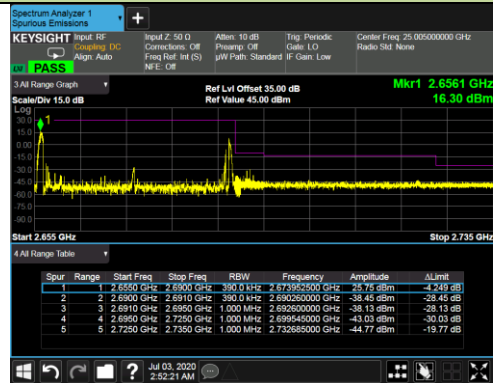 Spectrum Analyzer 1
Spurious Emissions
+
KEYSIGHT Input: RF Input Z: 50 Ω Atten: 10 dB Trig: Periodic Center Freq: 25.005000000 GHz
Coupling: DC Corrections: Off Preamp: Off Gate: LO Radio Std: None
Align: Auto Freq Ref: Int (S) µW Path: Standard IF Gain: Low
PASS NFE: Off
3 All Range Graph Ref Lvl Offset 35.00 dB Mkr1 2.6561 GHz
Scale/Div 15.0 dB Ref Value 45.00 dBm 16.30 dBm
Log
30.0
1
15.0
0.00
-15.0
-30.0
-45.0
-60.0
-75.0
-90.0
Start 2.655 GHz Stop 2.735 GHz
4 All Range Table
Spur Range Start Freq Stop Freq RBW Frequency Amplitude ΔLimit
1 1 2.6550 GHz 2.6900 GHz 390.0 kHz 2.673952500 GHz 25.75 dBm -4.249 dB
2 2 2.6900 GHz 2.6910 GHz 390.0 kHz 2.690260000 GHz -38.45 dBm -28.45 dB
3 3 2.6910 GHz 2.6950 GHz 1.000 MHz 2.692600000 GHz -38.13 dBm -28.13 dB
4 4 2.6950 GHz 2.7250 GHz 1.000 MHz 2.699545000 GHz -43.03 dBm -30.03 dB
5 5 2.7250 GHz 2.7350 GHz 1.000 MHz 2.732685000 GHz -44.77 dBm -19.77 dB
? Jul 03, 2020
2:52:21 AM